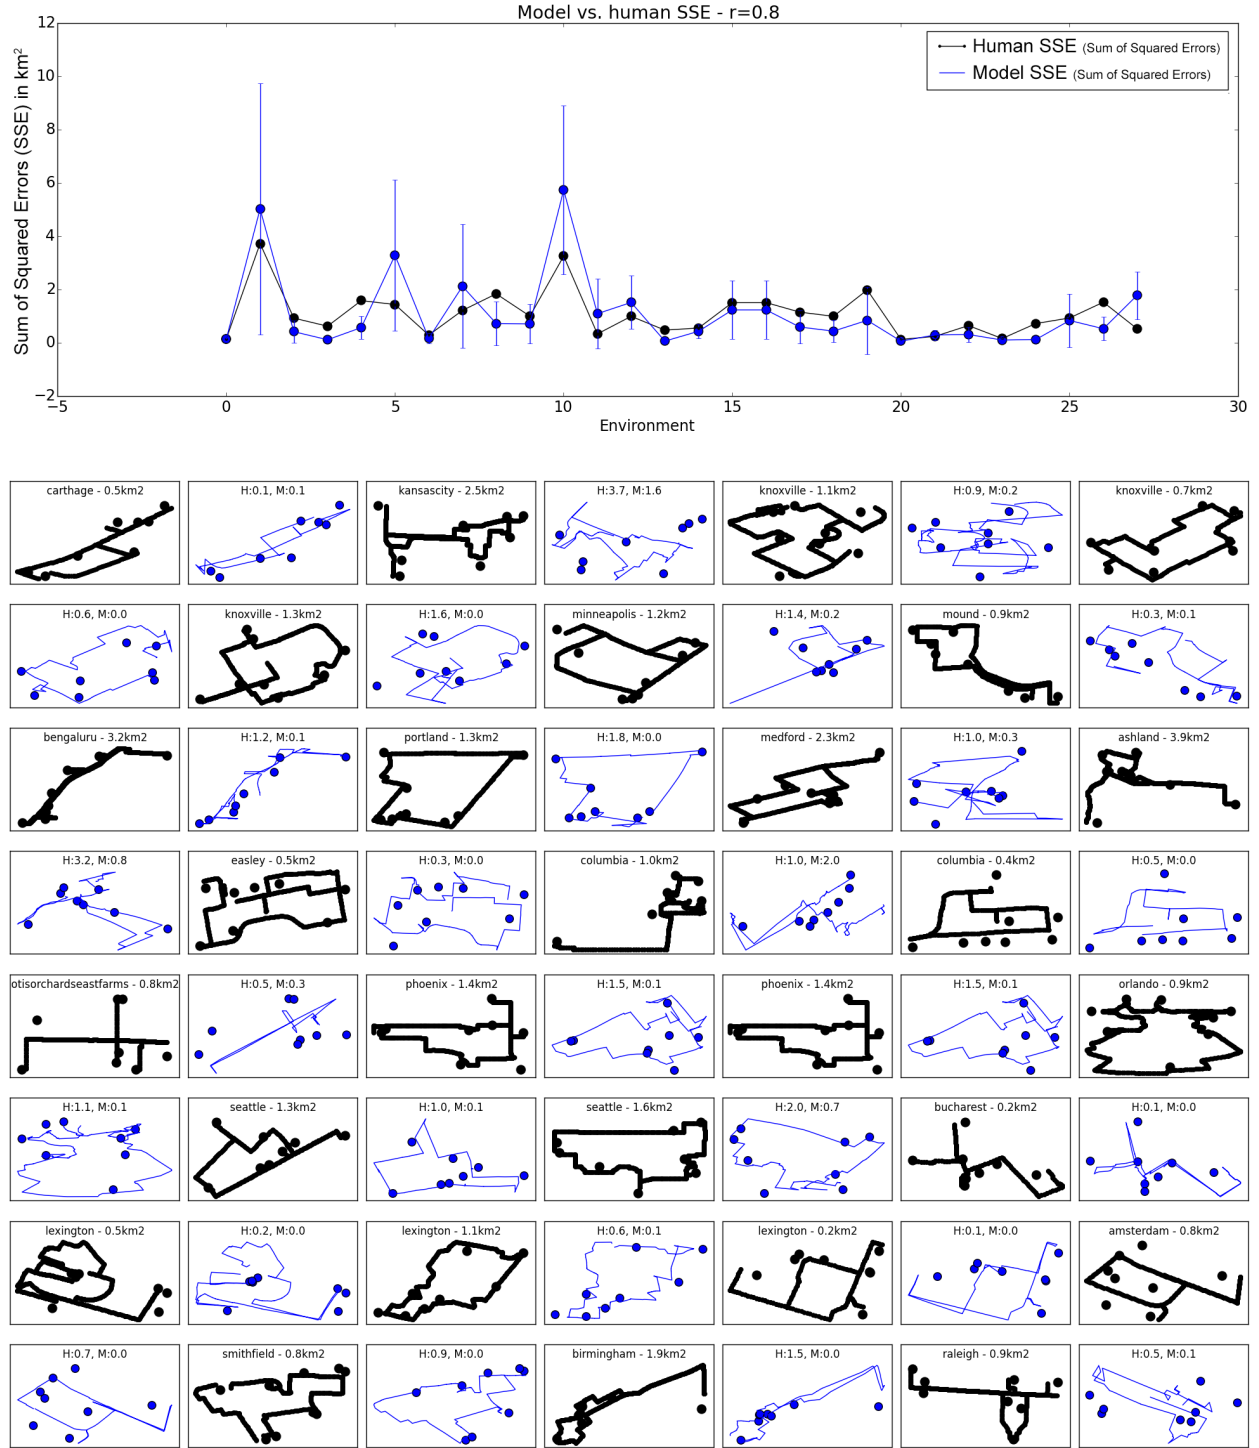 Model vs. human SSE - r=0.8
Human SSE (Sum of Squared Errors)
Model SSE (Sum of Squared Errors)
Sum of Squared Errors (SSE) in km²
12
10
8
6
4
2
0
−2
−5 0 5 10 15 20 25 30
Environment
carthage - 0.5km2 H:0.1, M:0.1 kansascity - 2.5km2 H:3.7, M:1.6 knoxville - 1.1km2 H:0.9, M:0.2 knoxville - 0.7km2
H:0.6, M:0.0 knoxville - 1.3km2 H:1.6, M:0.0 minneapolis - 1.2km2 H:1.4, M:0.2 mound - 0.9km2 H:0.3, M:0.1
bengaluru - 3.2km2 H:1.2, M:0.1 portland - 1.3km2 H:1.8, M:0.0 medford - 2.3km2 H:1.0, M:0.3 ashland - 3.9km2
H:3.2, M:0.8 easley - 0.5km2 H:0.3, M:0.0 columbia - 1.0km2 H:1.0, M:2.0 columbia - 0.4km2 H:0.5, M:0.0
otisorchardseastfarms - 0.8km2 H:0.5, M:0.3 phoenix - 1.4km2 H:1.5, M:0.1 phoenix - 1.4km2 H:1.5, M:0.1 orlando - 0.9km2
H:1.1, M:0.1 seattle - 1.3km2 H:1.0, M:0.1 seattle - 1.6km2 H:2.0, M:0.7 bucharest - 0.2km2 H:0.1, M:0.0
lexington - 0.5km2 H:0.2, M:0.0 lexington - 1.1km2 H:0.6, M:0.1 lexington - 0.2km2 H:0.1, M:0.0 amsterdam - 0.8km2
H:0.7, M:0.0 smithfield - 0.8km2 H:0.9, M:0.0 birmingham - 1.9km2 H:1.5, M:0.0 raleigh - 0.9km2 H:0.5, M:0.1